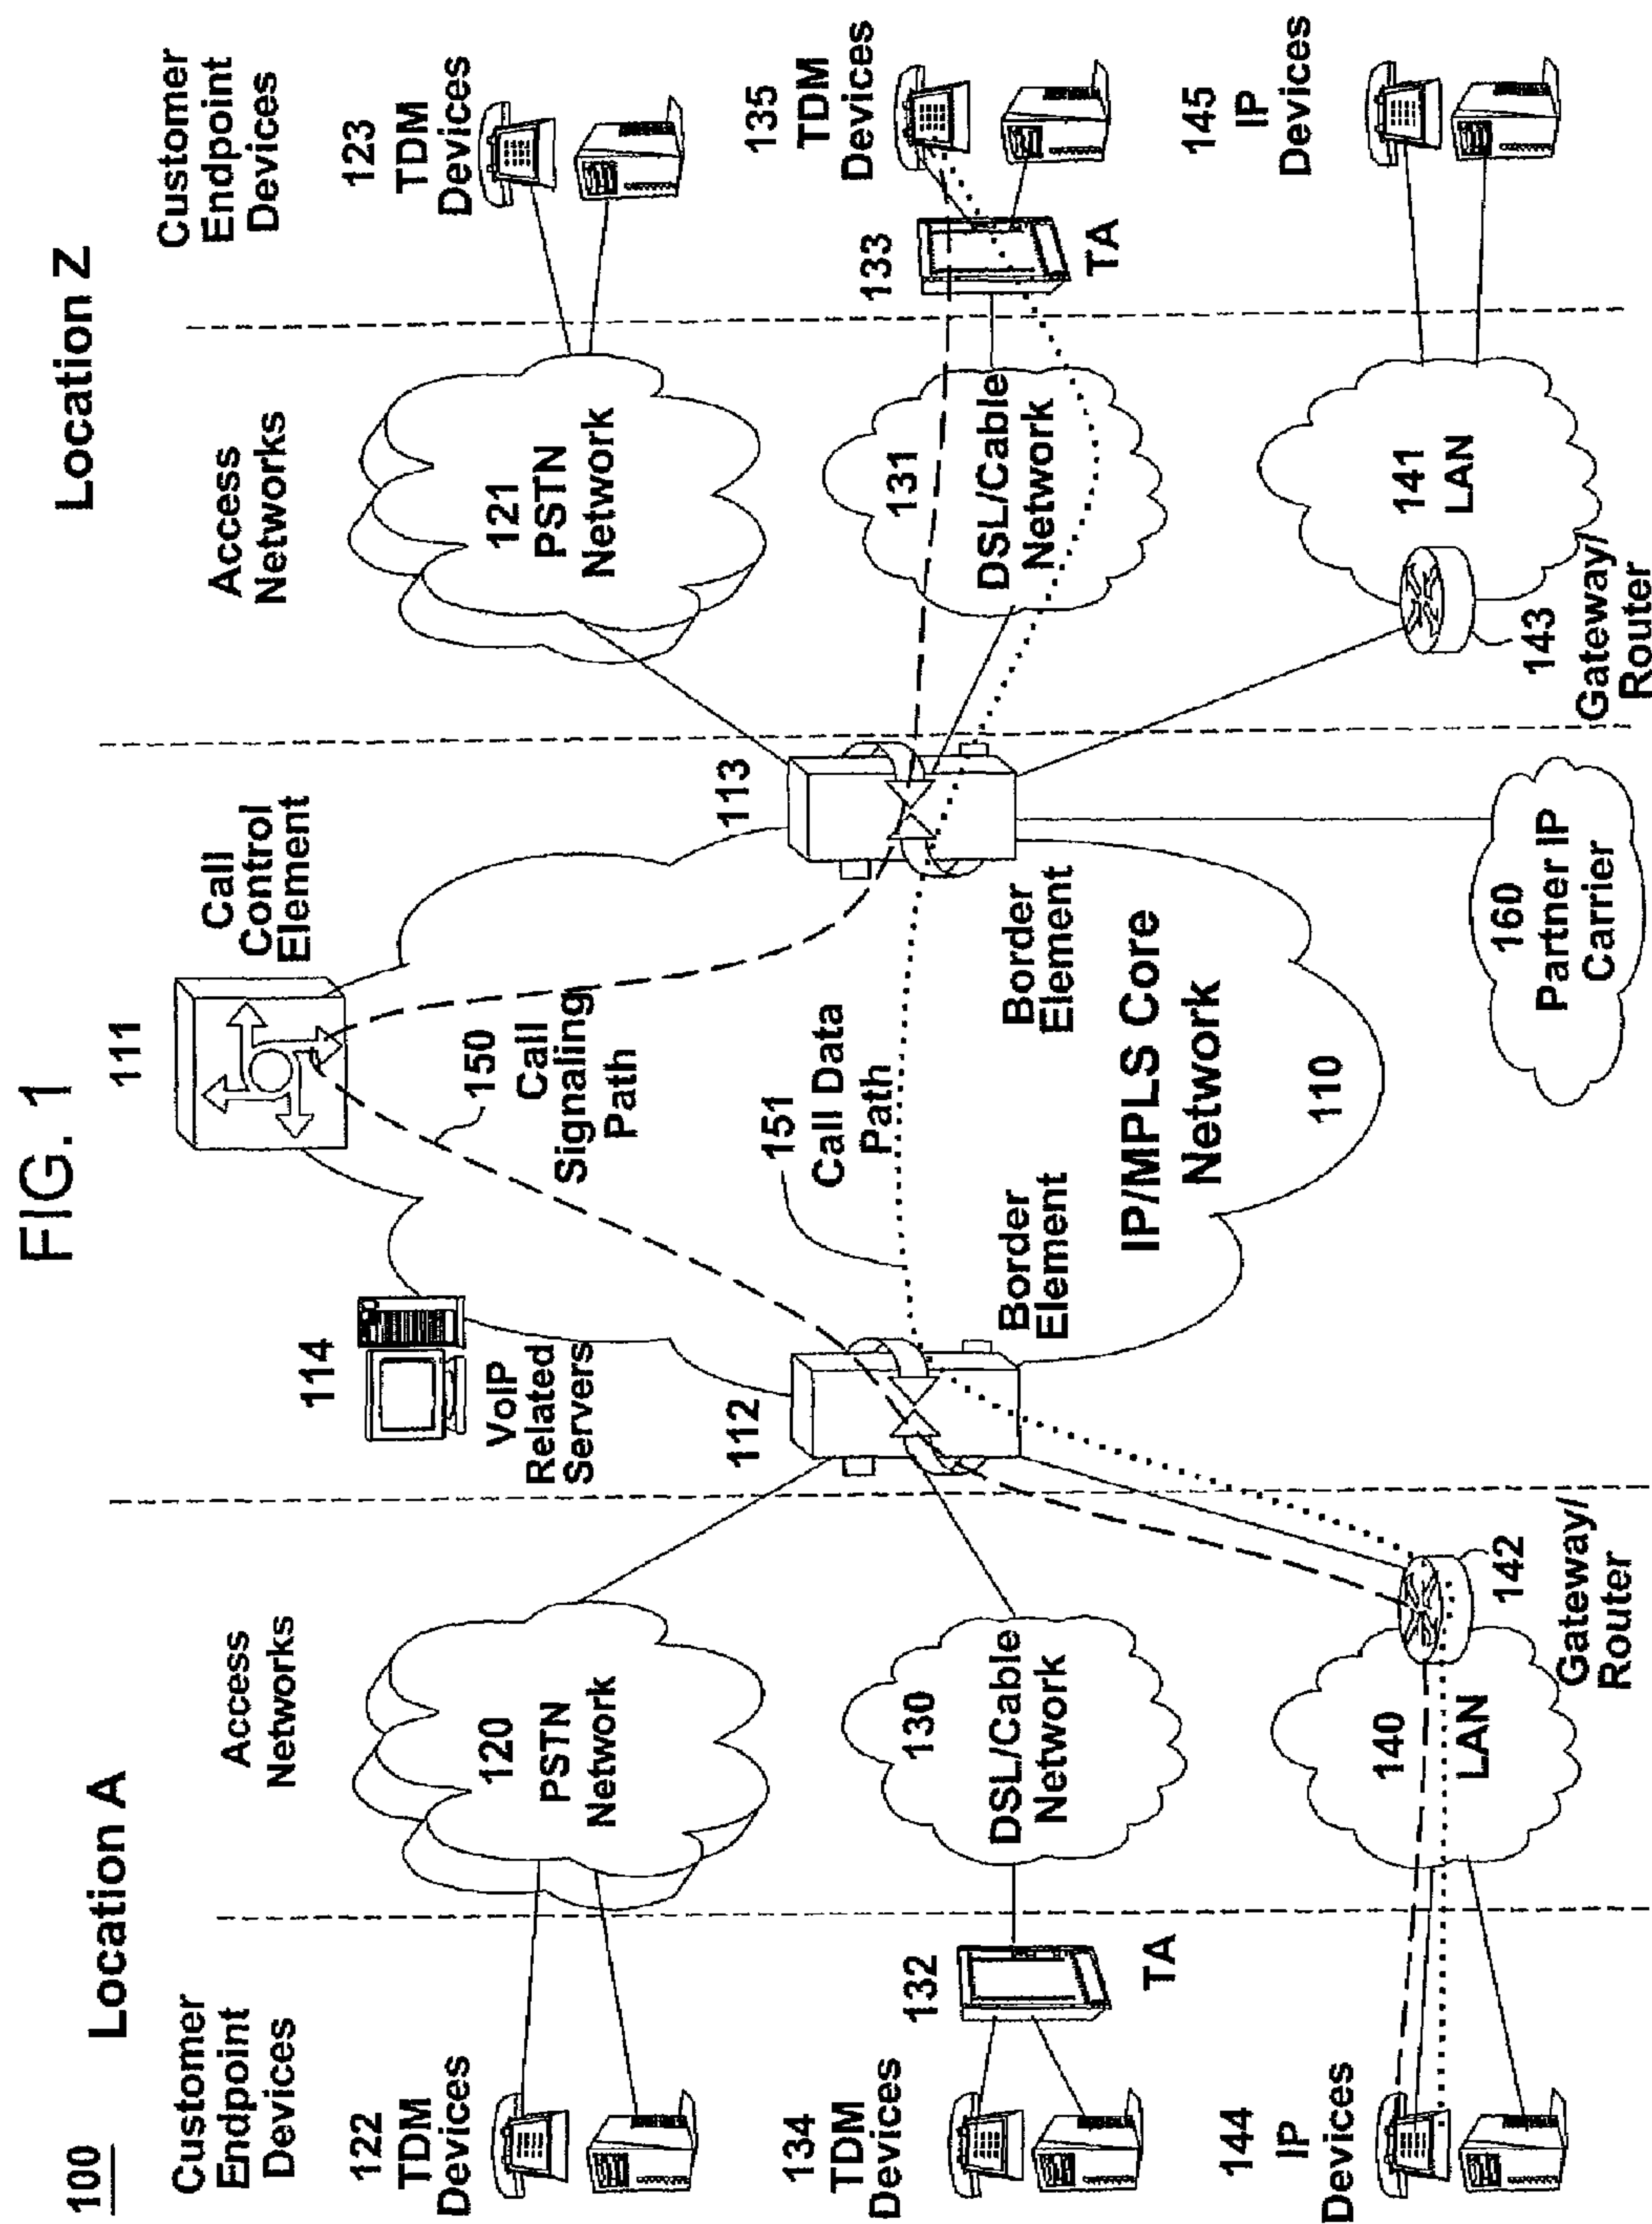 FIG. 1
100
Location A
Location Z
Customer
Endpoint
Devices
Access
Networks
111
Call
Control
Element
Access
Networks
Customer
Endpoint
Devices
122
TDM
Devices
120
PSTN
Network
114
VoIP
Related
Servers
150
Call
Signaling
Path
121
PSTN
Network
123
TDM
Devices
112
113
151
Call Data
Path
134
TDM
Devices
132
TA
130
DSL/Cable
Network
Border
Element
Border
Element
131
DSL/Cable
Network
133
TA
135
TDM
Devices
IP/MPLS Core
Network
110
144
IP
Devices
140
LAN
142
Gateway/
Router
160
Partner IP
Carrier
143
Gateway/
Router
141
LAN
145
IP
Devices